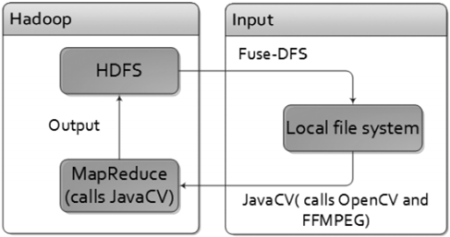 Hadoop
Input
HDFS
Fuse-DFS
Local file system
Output
MapReduce
(calls JavaCV)
JavaCV( calls OpenCV and
FFMPEG)